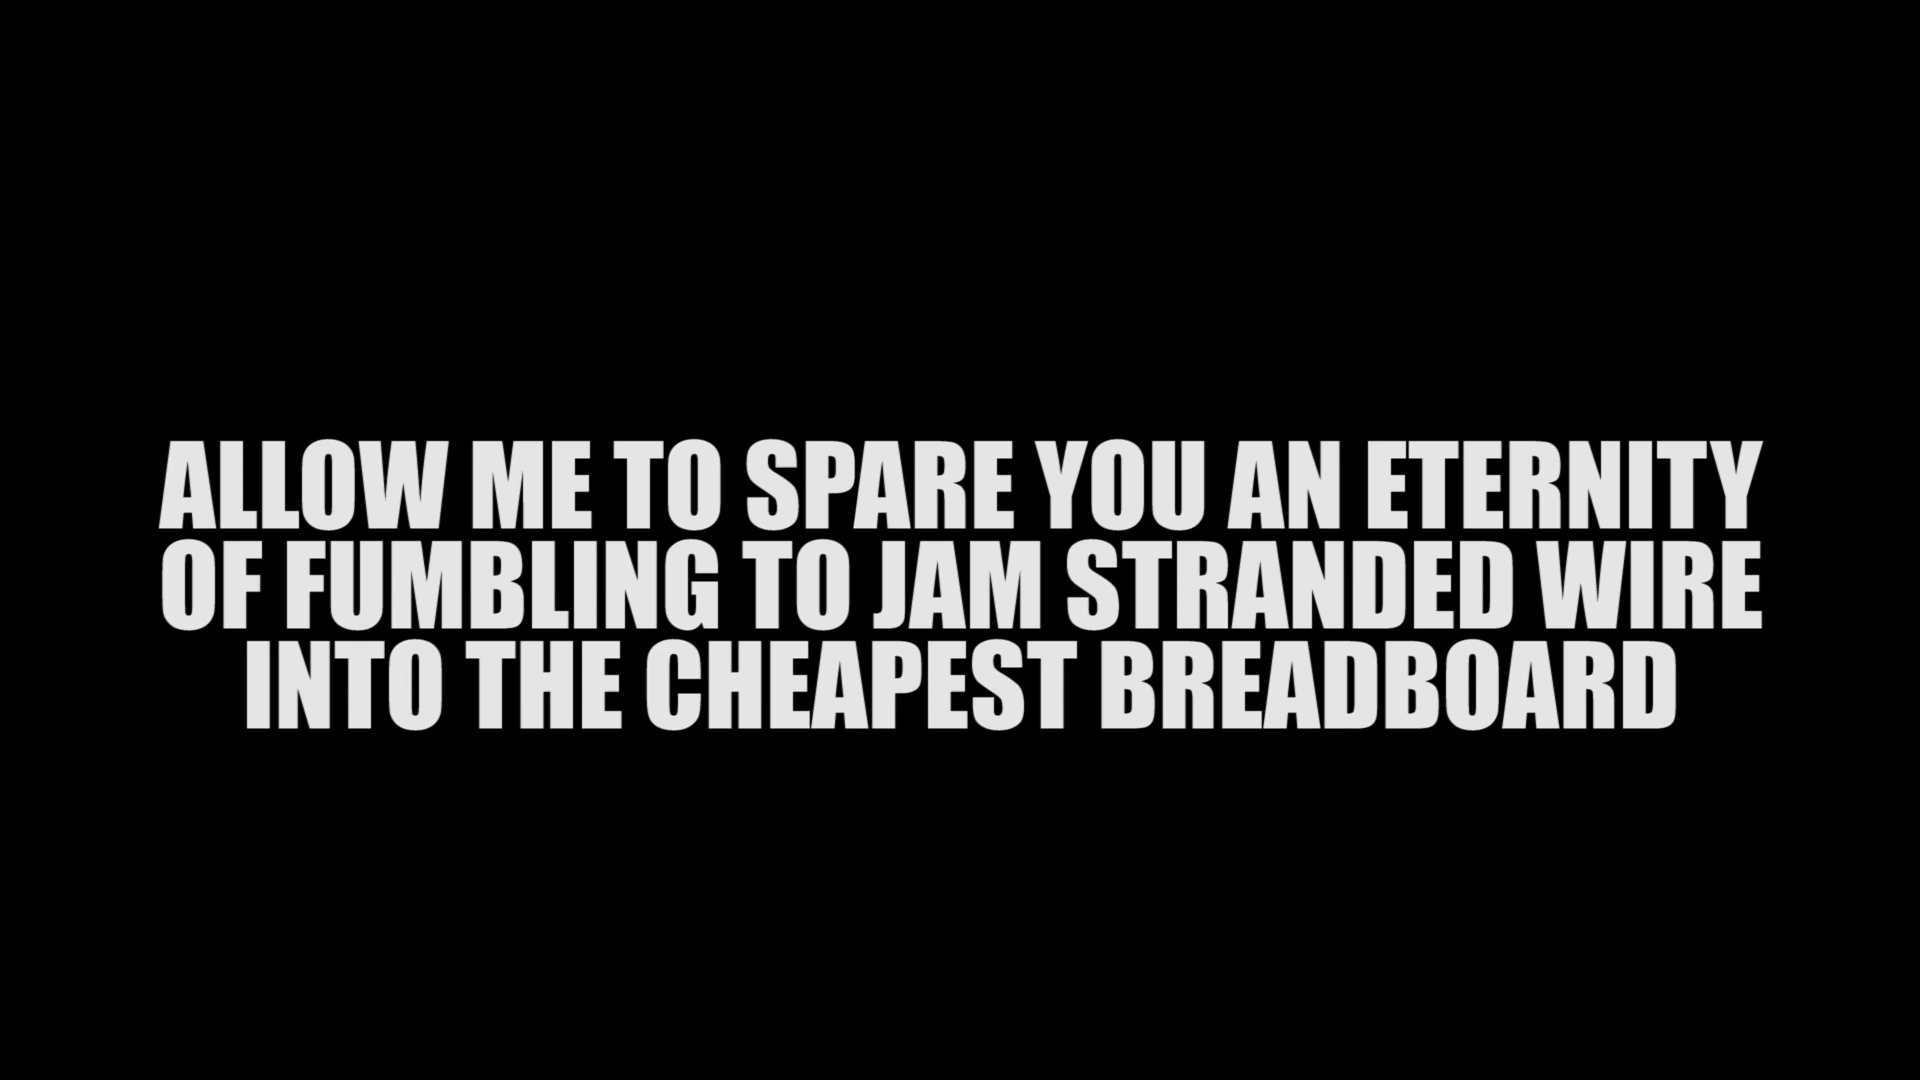 ALLOW ME TO SPARE YOU AN ETERNITY
OF FUMBLING TO JAM STRANDED WIRE
INTO THE CHEAPEST BREADBOARD